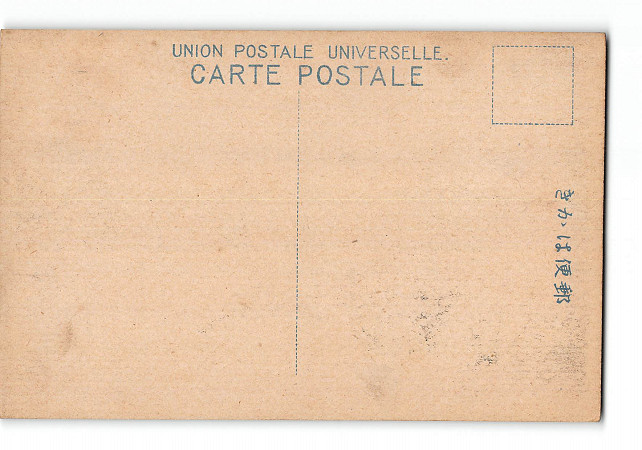 UNION POSTALE UNIVERSELLE.
CARTE POSTALE
きかは便郵